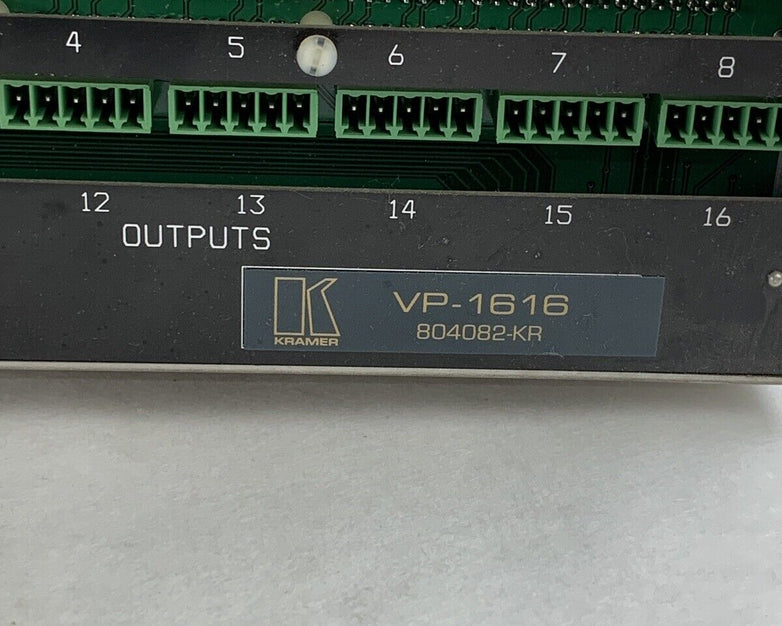 4 5 6 7 8
12 13 14 15 16
OUTPUTS
VP-1616
KRAMER 804082-KR